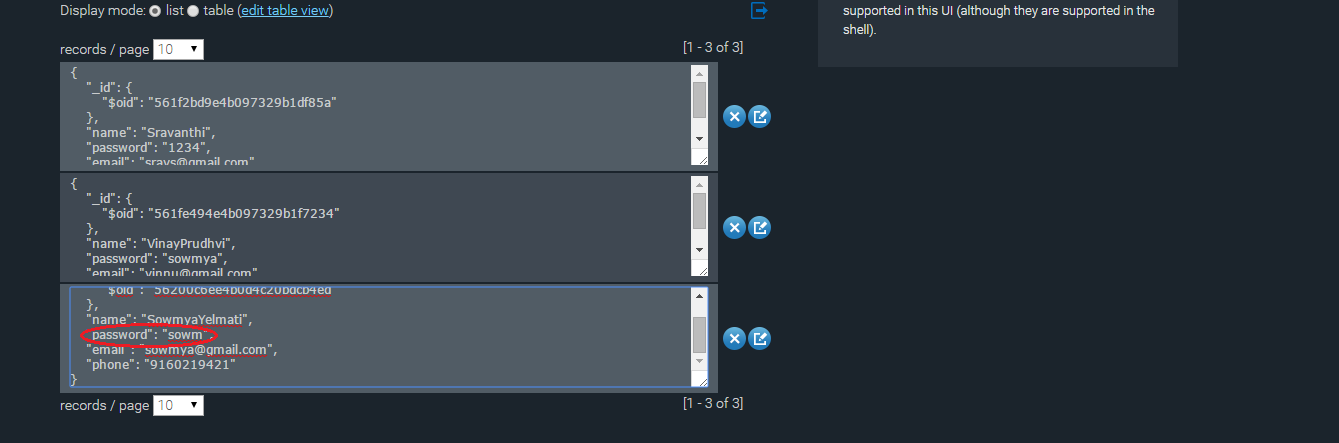 Display mode: list table (edit table view)
records / page 10
[1 - 3 of 3]
{
"_id": {
"$oid": "561f2bd9e4b097329b1df85a"
},
"name": "Sravanthi",
"password": "1234",
"email": "sravs@gmail.com"
{
"_id": {
"$oid": "561fe494e4b097329b1f7234"
},
"name": "VinayPrudhvi",
"password": "sowmya",
"email": "vinnu@gmail.com"
"$oid": "56200c6ee4b0d4c20bdcb4ed"
},
"name": "SowmyaYelmati",
"password": "sowm",
"email": "sowmya@gmail.com",
"phone": "9160219421"
}
records / page 10
[1 - 3 of 3]
supported in this UI (although they are supported in the
shell).